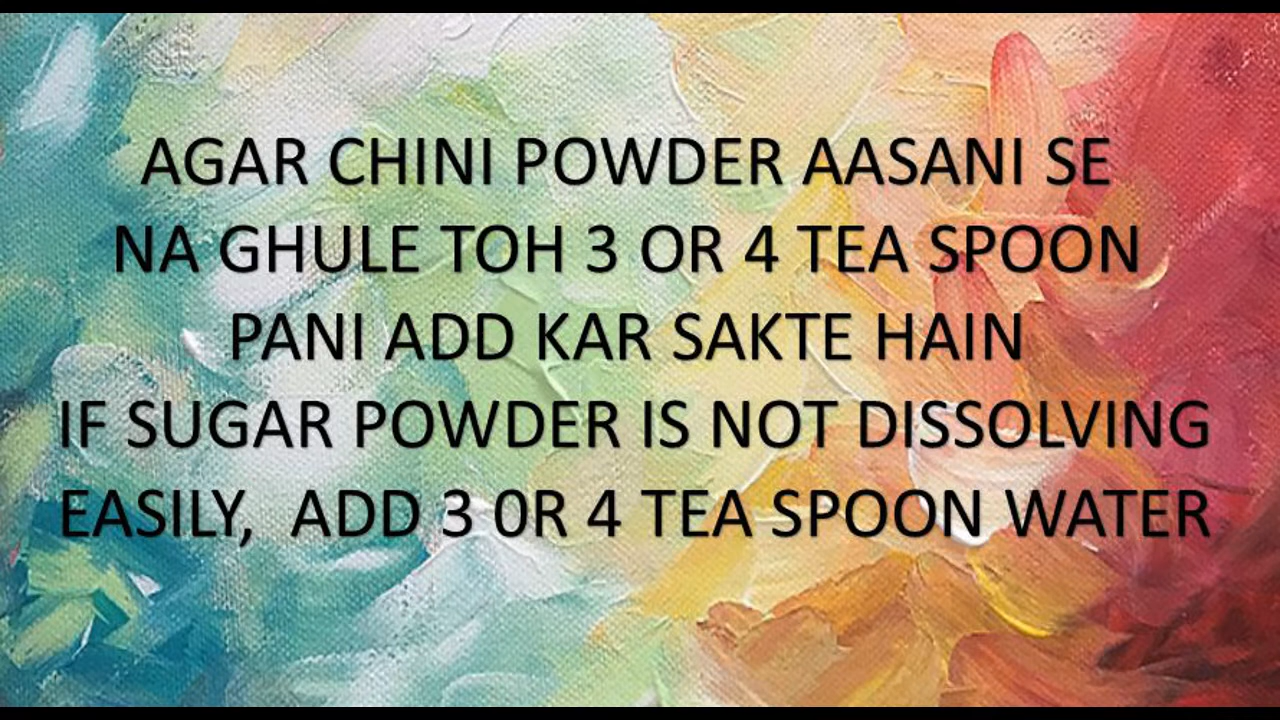 AGAR CHINI POWDER AASANI SE
NA GHULE TOH 3 OR 4 TEA SPOON
PANI ADD KAR SAKTE HAIN
IF SUGAR POWDER IS NOT DISSOLVING
EASILY,  ADD 3 0R 4 TEA SPOON WATER